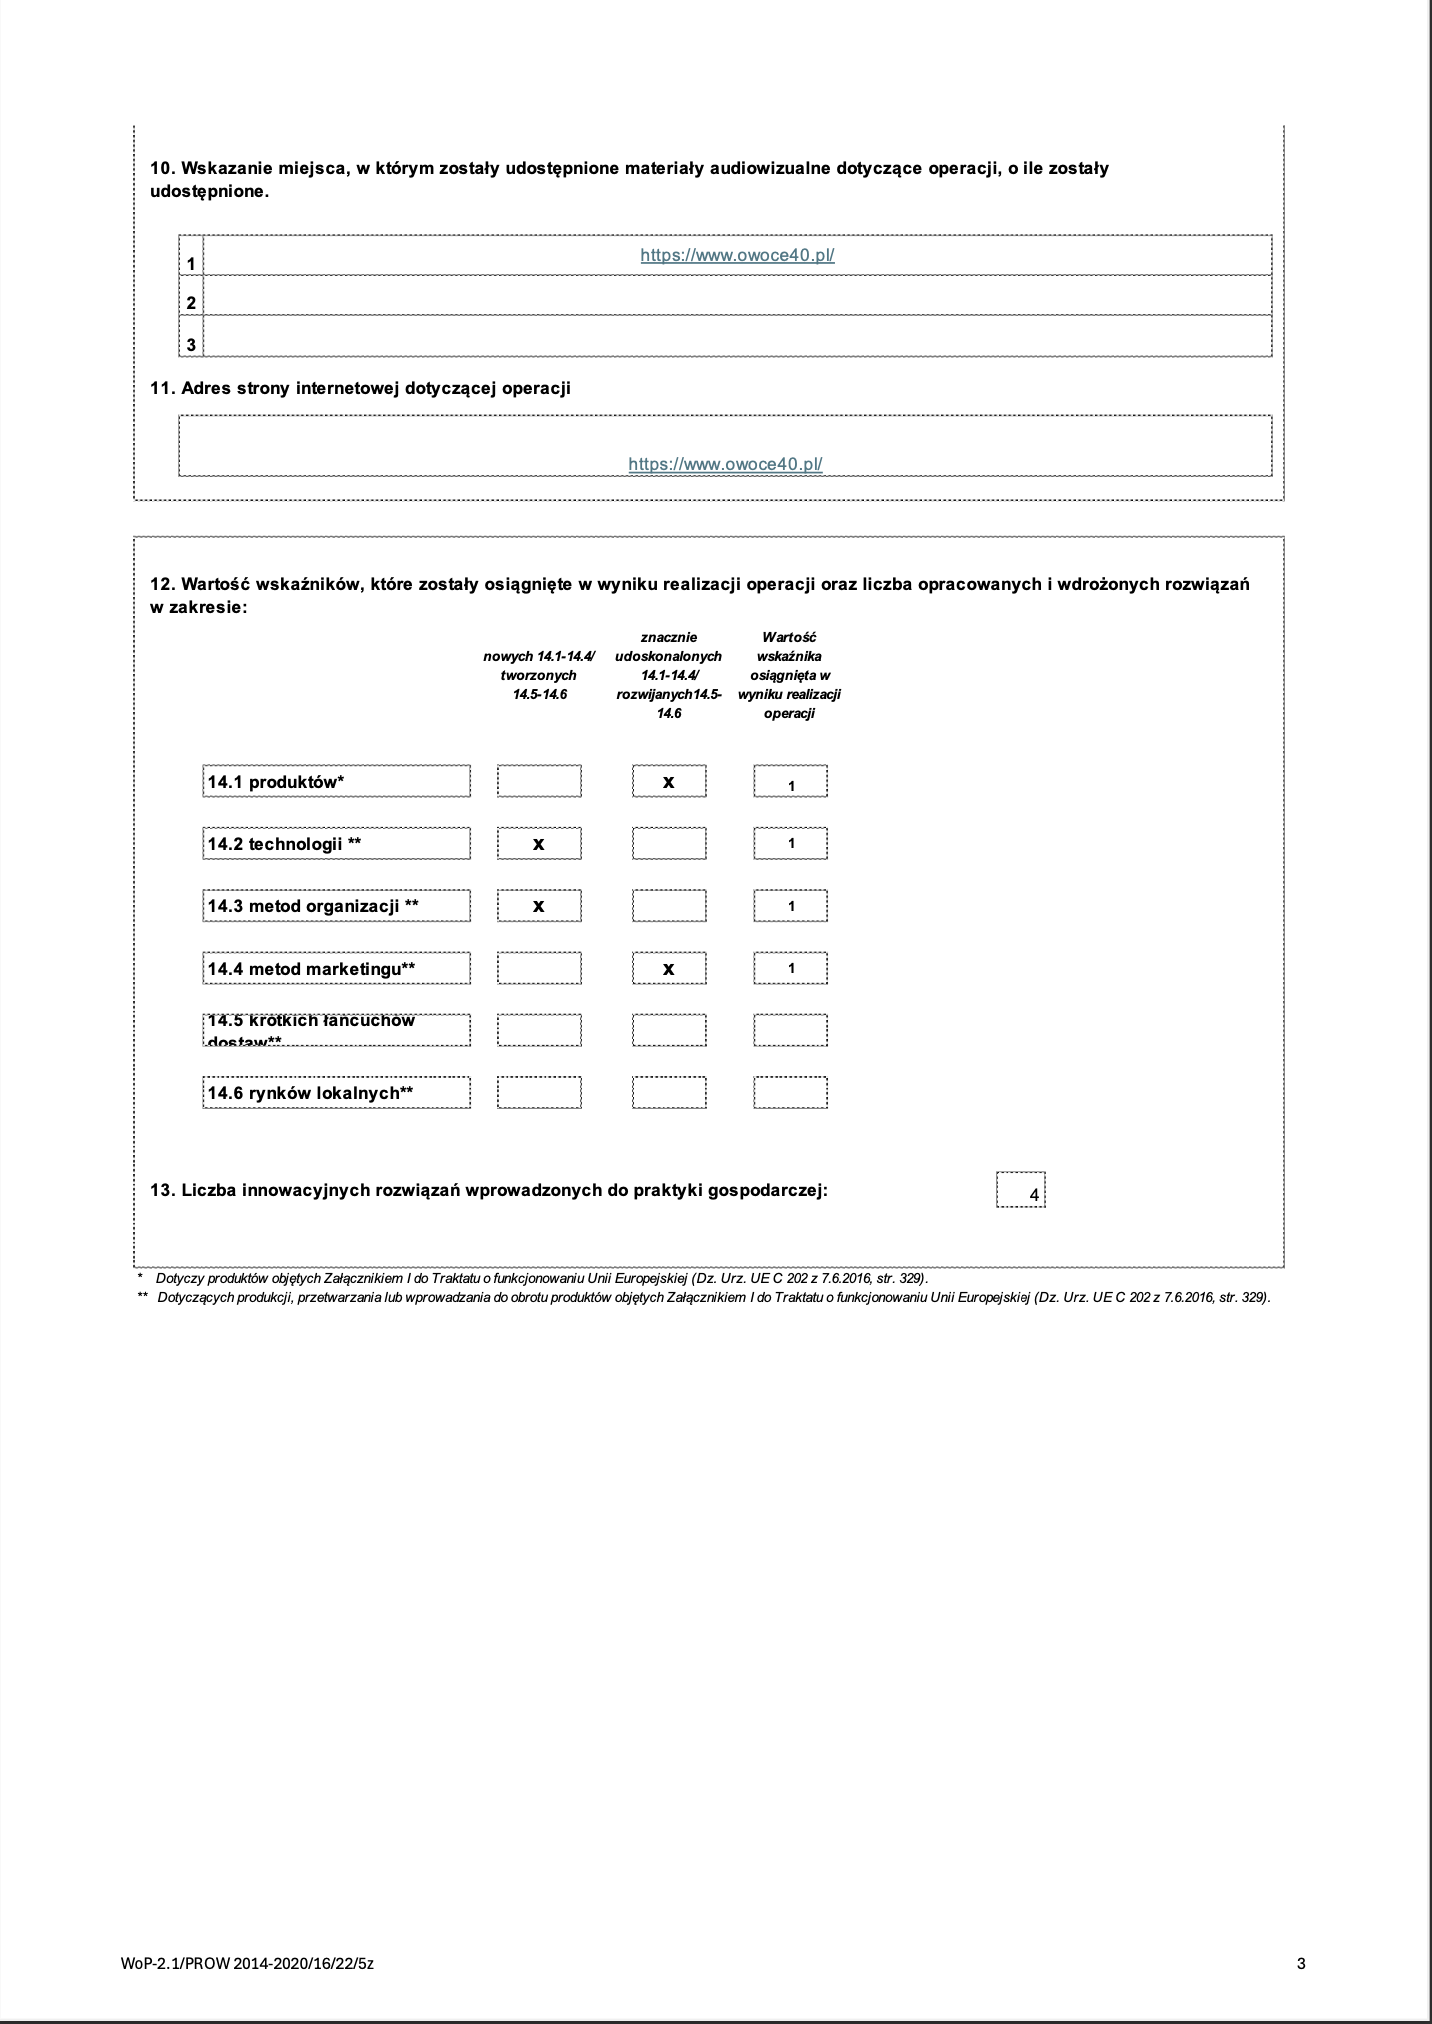 10. Wskazanie miejsca, w którym zostały udostępnione materiały audiowizualne dotyczące operacji, o ile zostały
udostępnione.
1 https://www.owoce40.pl/
2
3
11. Adres strony internetowej dotyczącej operacji
https://www.owoce40.pl/
12. Wartość wskaźników, które zostały osiągnięte w wyniku realizacji operacji oraz liczba opracowanych i wdrożonych rozwiązań
w zakresie:
nowych 14.1-14.4/
tworzonych
14.5-14.6
znacznie
udoskonalonych
14.1-14.4/
rozwijanych14.5-
14.6
Wartość
wskaźnika
osiągnięta w
wyniku realizacji
operacji
14.1 produktów* x 1
14.2 technologii ** x 1
14.3 metod organizacji ** x 1
14.4 metod marketingu** x 1
14.5 krótkich łańcuchów
dostaw**
14.6 rynków lokalnych**
13. Liczba innowacyjnych rozwiązań wprowadzonych do praktyki gospodarczej: 4
* Dotyczy produktów objętych Załącznikiem I do Traktatu o funkcjonowaniu Unii Europejskiej (Dz. Urz. UE C 202 z 7.6.2016, str. 329).
** Dotyczących produkcji, przetwarzania lub wprowadzania do obrotu produktów objętych Załącznikiem I do Traktatu o funkcjonowaniu Unii Europejskiej (Dz. Urz. UE C 202 z 7.6.2016, str. 329).
WoP-2.1/PROW 2014-2020/16/22/5z 3